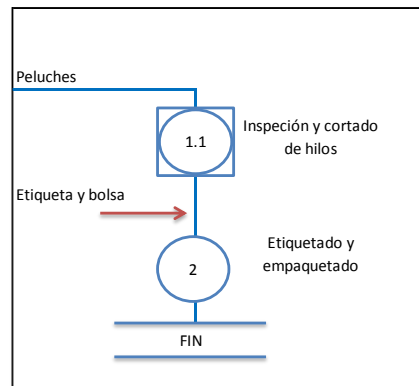 Peluches
1.1
Inspeción y cortado
de hilos
Etiqueta y bolsa
2
Etiquetado y
empaquetado
FIN